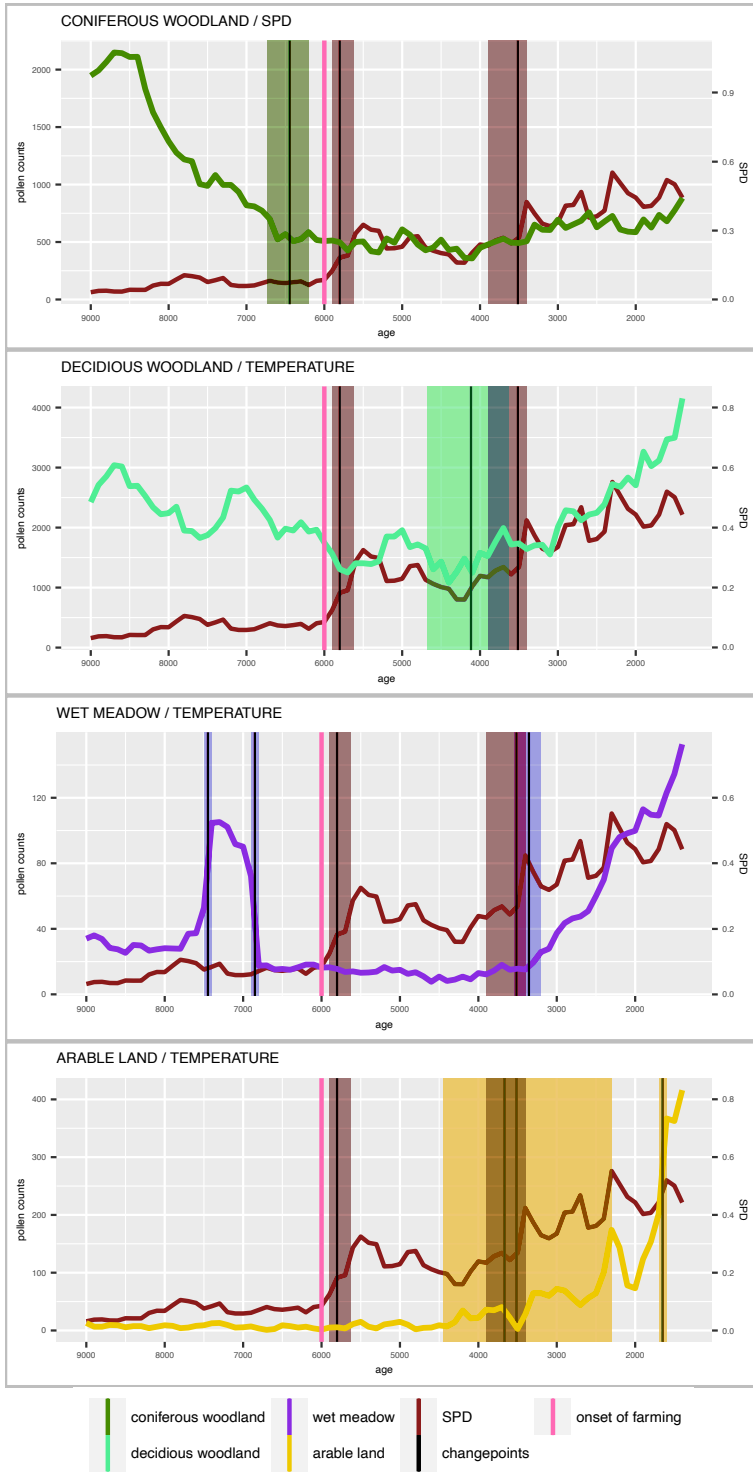 CONIFEROUS WOODLAND / SPD
2000
1500
1000
500
0
0.9
0.6
0.3
0.0
pollen counts
SPD
9000 8000 7000 6000 5000 4000 3000 2000
age
DECIDIOUS WOODLAND / TEMPERATURE
4000
3000
2000
1000
0
0.8
0.6
0.4
0.2
0.0
pollen counts
SPD
9000 8000 7000 6000 5000 4000 3000 2000
age
WET MEADOW / TEMPERATURE
120
80
40
0
0.6
0.4
0.2
0.0
pollen counts
SPD
9000 8000 7000 6000 5000 4000 3000 2000
age
ARABLE LAND / TEMPERATURE
400
300
200
100
0
0.8
0.6
0.4
0.2
0.0
pollen counts
SPD
9000 8000 7000 6000 5000 4000 3000 2000
age
coniferous woodland wet meadow SPD onset of farming
decidious woodland arable land changepoints